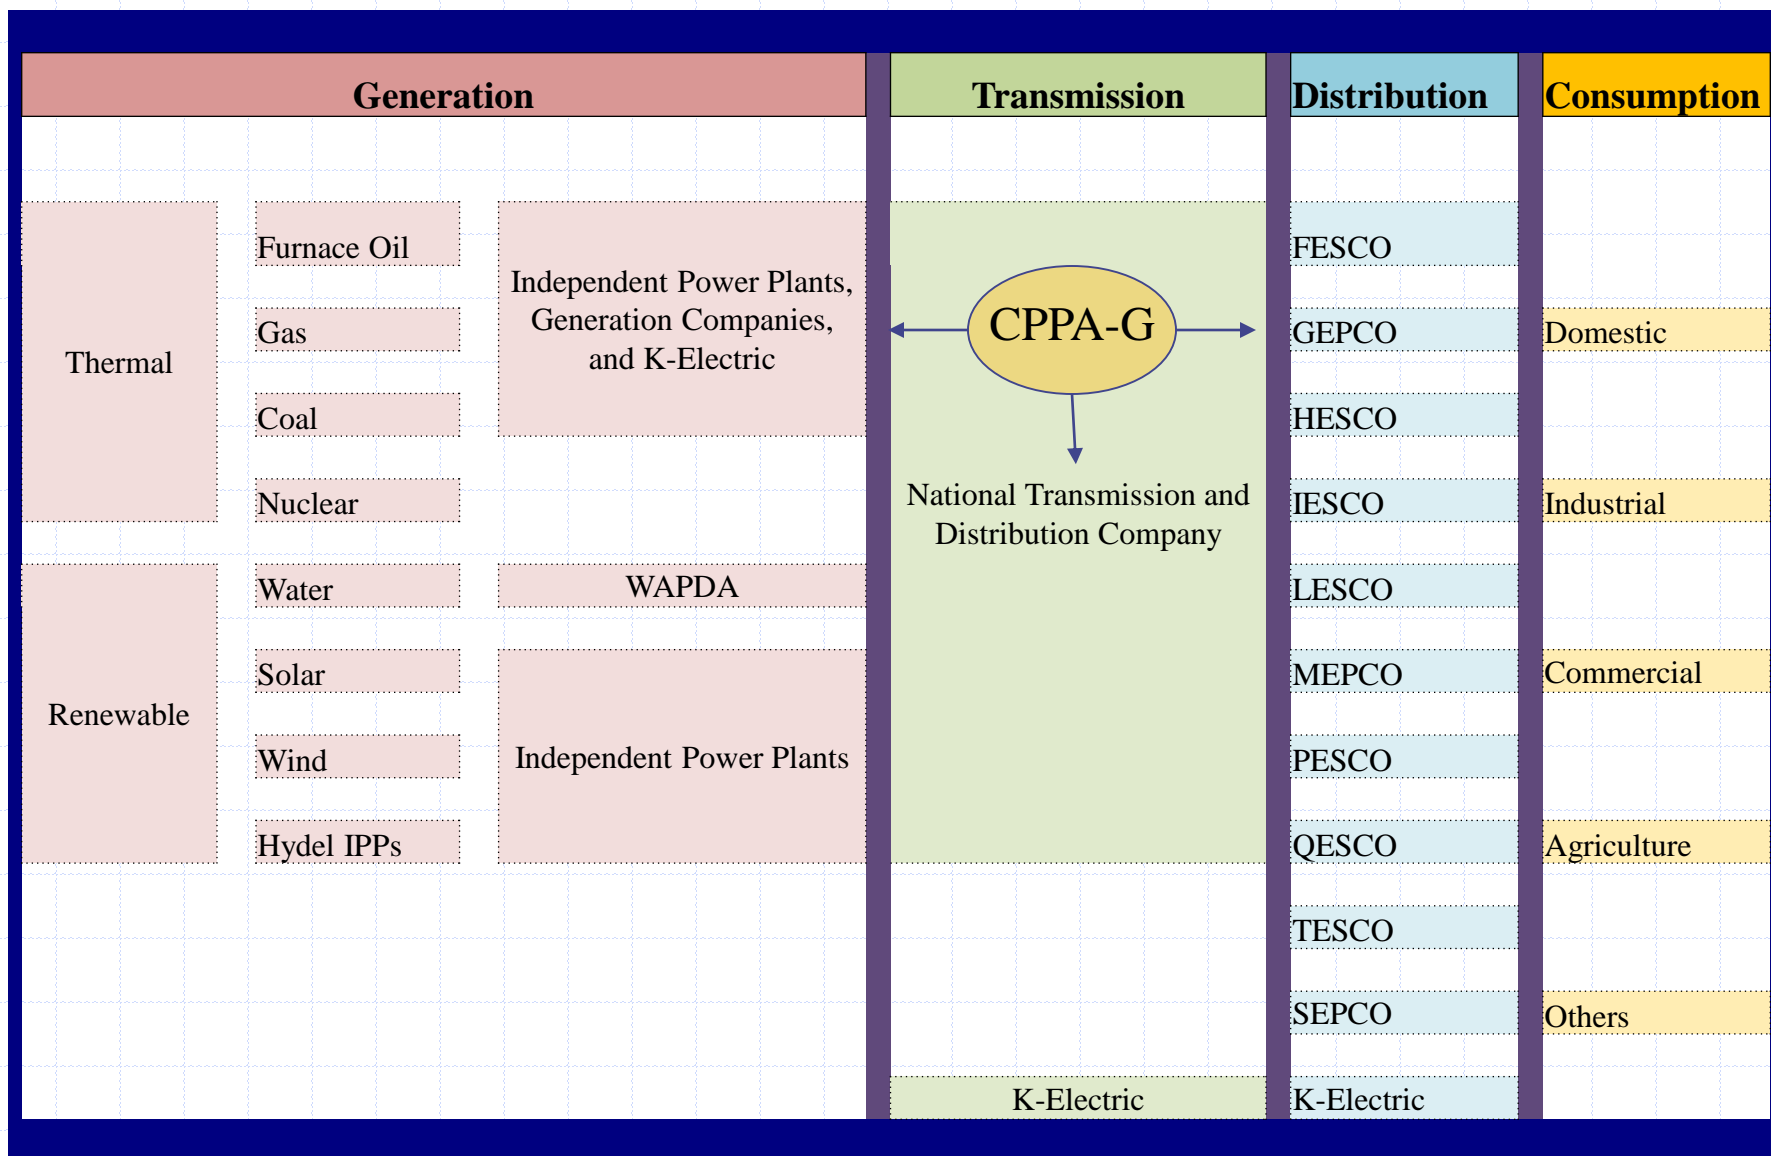 Generation
Transmission
Distribution
Consumption
Thermal
Furnace Oil
Gas
Coal
Nuclear
Independent Power Plants,
Generation Companies,
and K-Electric
Renewable
Water
Solar
Wind
Hydel IPPs
WAPDA
Independent Power Plants
CPPA-G
National Transmission and
Distribution Company
K-Electric
FESCO
GEPCO
HESCO
IESCO
LESCO
MEPCO
PESCO
QESCO
TESCO
SEPCO
K-Electric
Domestic
Industrial
Commercial
Agriculture
Others